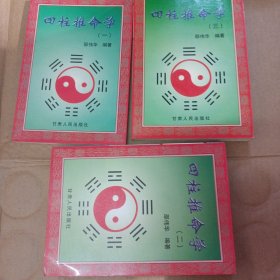 四柱推命学
(一)
邵伟华 编著
甘肃人民出版社
四柱推命学
(三)
邵伟华 编著
甘肃人民出版社
四柱推命学
(二)
邵伟华 编著
甘肃人民出版社